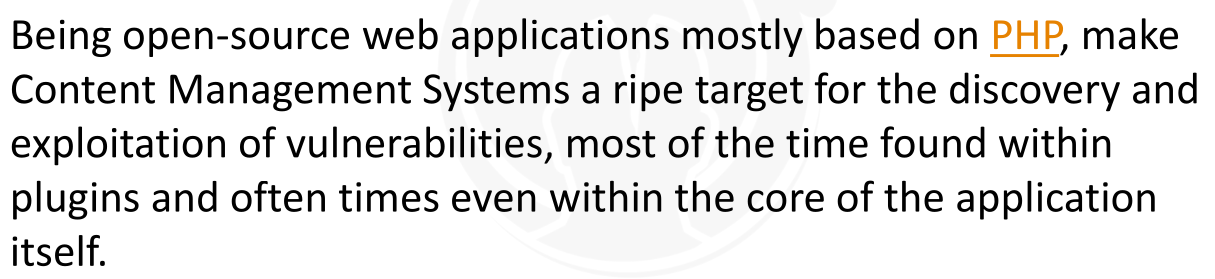 Being open-source web applications mostly based on PHP, make
Content Management Systems a ripe target for the discovery and
exploitation of vulnerabilities, most of the time found within
plugins and often times even within the core of the application
itself.